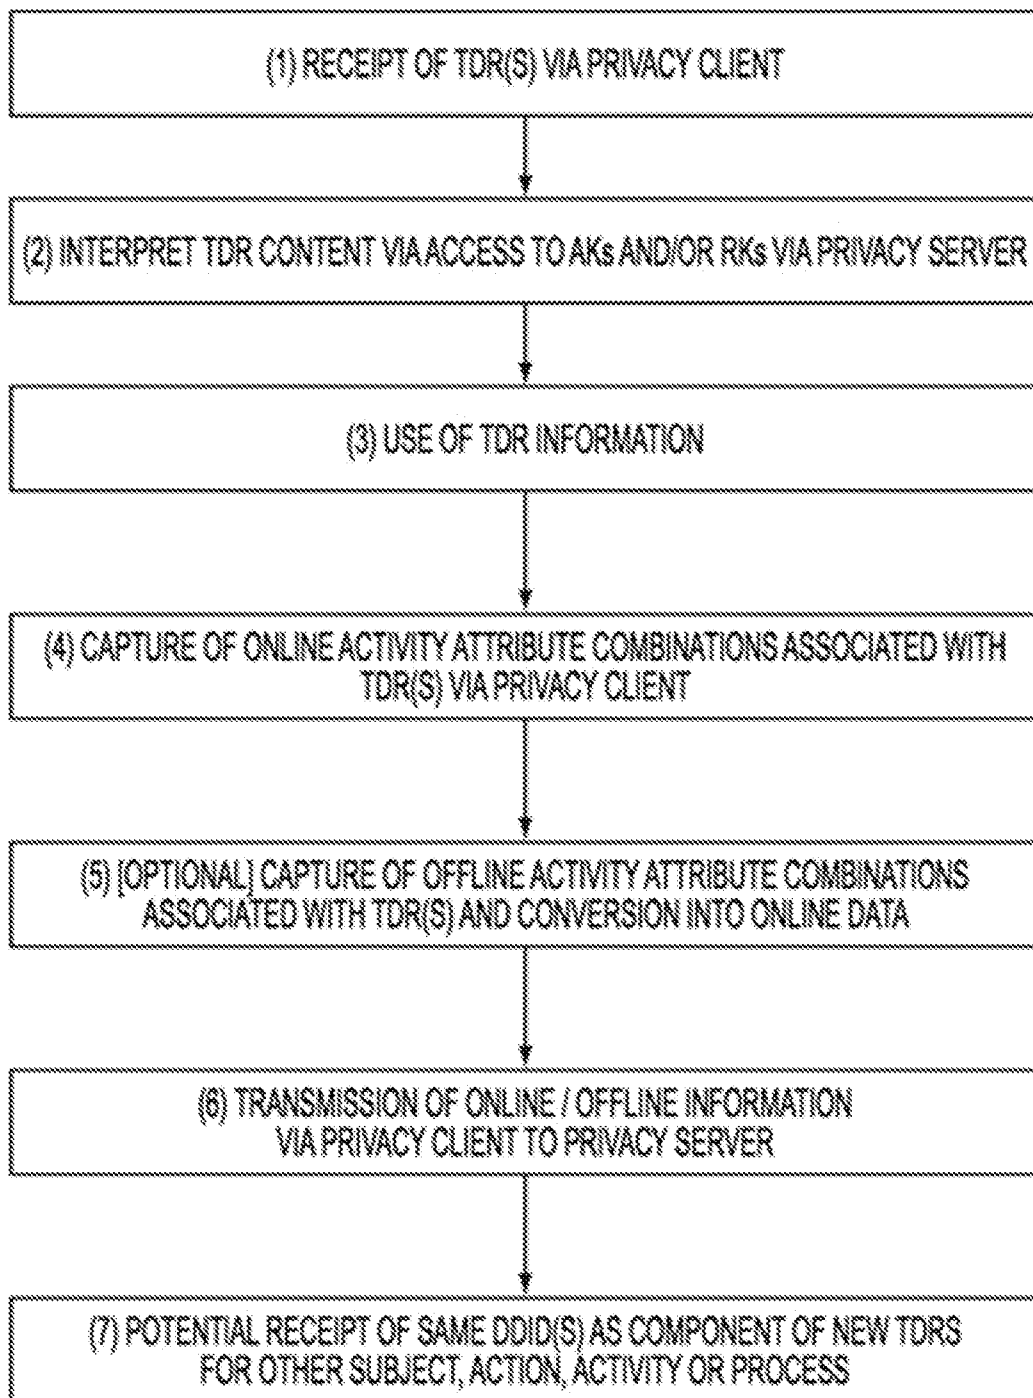 (1) RECEIPT OF TDR(S) VIA PRIVACY CLIENT
(2) INTERPRET TDR CONTENT VIA ACCESS TO AKs AND/OR RKs VIA PRIVACY SERVER
(3) USE OF TDR INFORMATION
(4) CAPTURE OF ONLINE ACTIVITY ATTRIBUTE COMBINATIONS ASSOCIATED WITH
TDR(S) VIA PRIVACY CLIENT
(5) [OPTIONAL] CAPTURE OF OFFLINE ACTIVITY ATTRIBUTE COMBINATIONS
ASSOCIATED WITH TDR(S) AND CONVERSION INTO ONLINE DATA
(6) TRANSMISSION OF ONLINE / OFFLINE INFORMATION
VIA PRIVACY CLIENT TO PRIVACY SERVER
(7) POTENTIAL RECEIPT OF SAME DDID(S) AS COMPONENT OF NEW TDRS
FOR OTHER SUBJECT, ACTION, ACTIVITY OR PROCESS